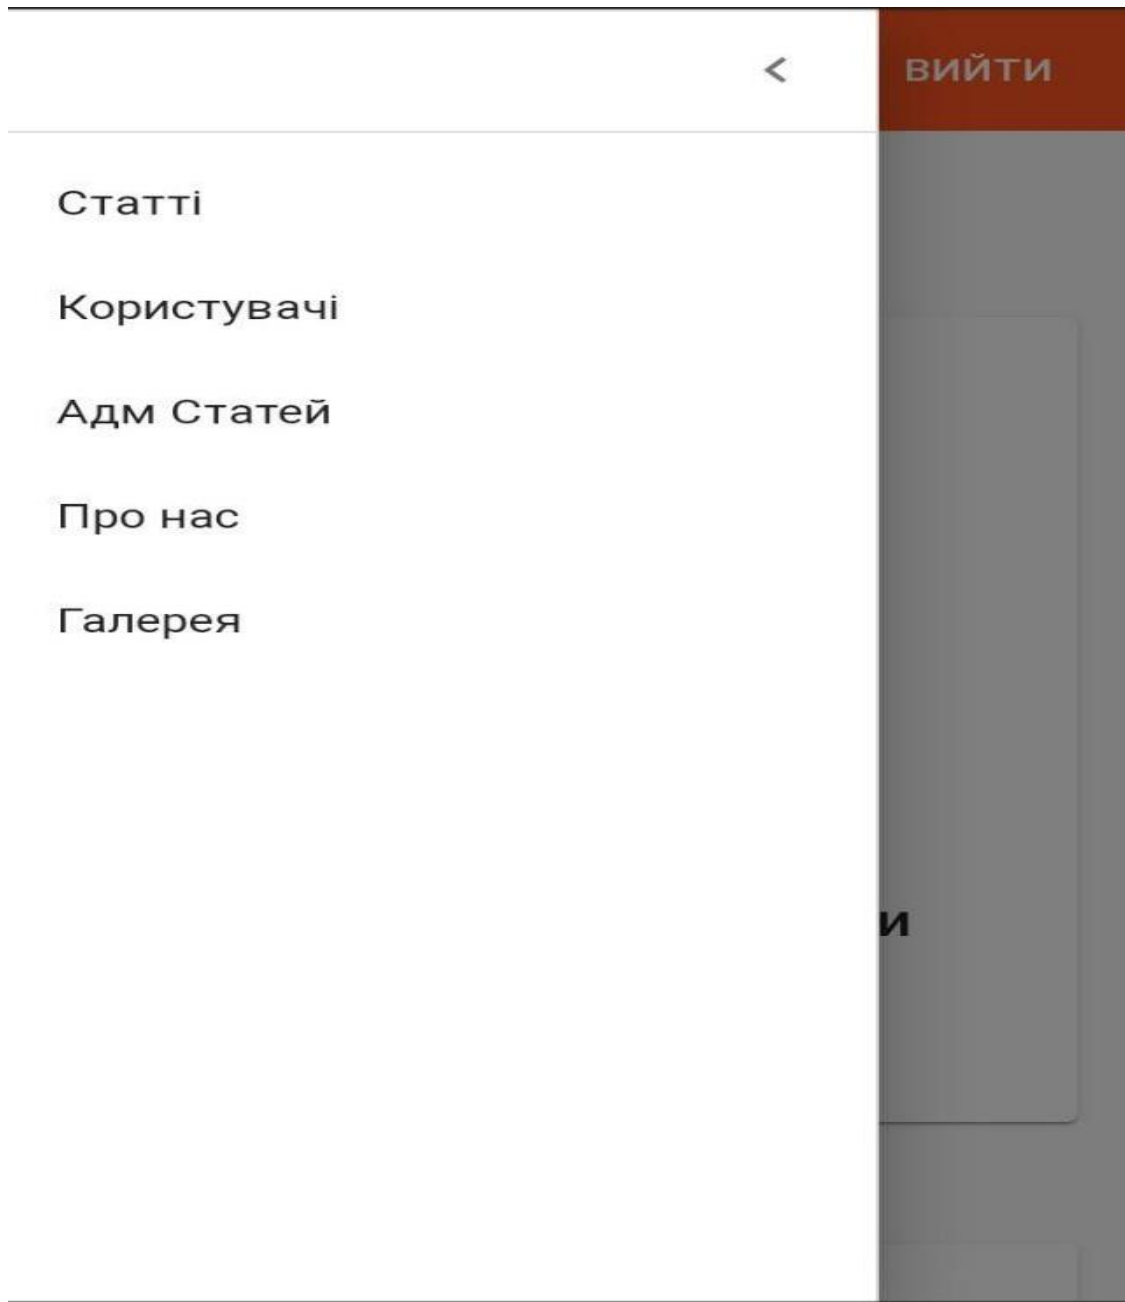 <
ВИЙТИ
Статті
Користувачі
Адм Статей
Про нас
Галерея
и